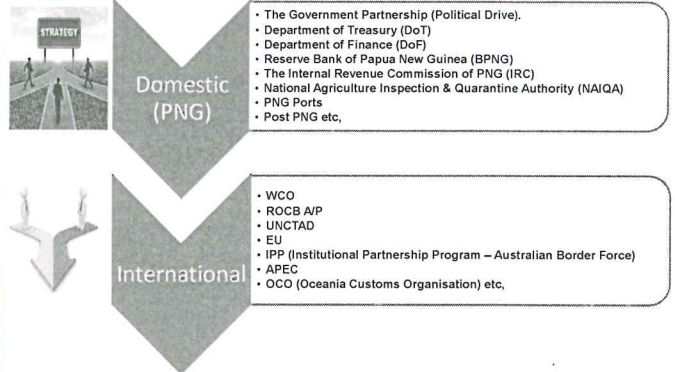 STRATEGY
Domestic
(PNG)
• The Government Partnership (Political Drive).
• Department of Treasury (DoT)
• Department of Finance (DoF)
• Reserve Bank of Papua New Guinea (BPNG)
• The Internal Revenue Commission of PNG (IRC)
• National Agriculture Inspection & Quarantine Authority (NAIQA)
• PNG Ports
• Post PNG etc,
International
• WCO
• ROCB A/P
• UNCTAD
• EU
• IPP (Institutional Partnership Program – Australian Border Force)
• APEC
• OCO (Oceania Customs Organisation) etc,